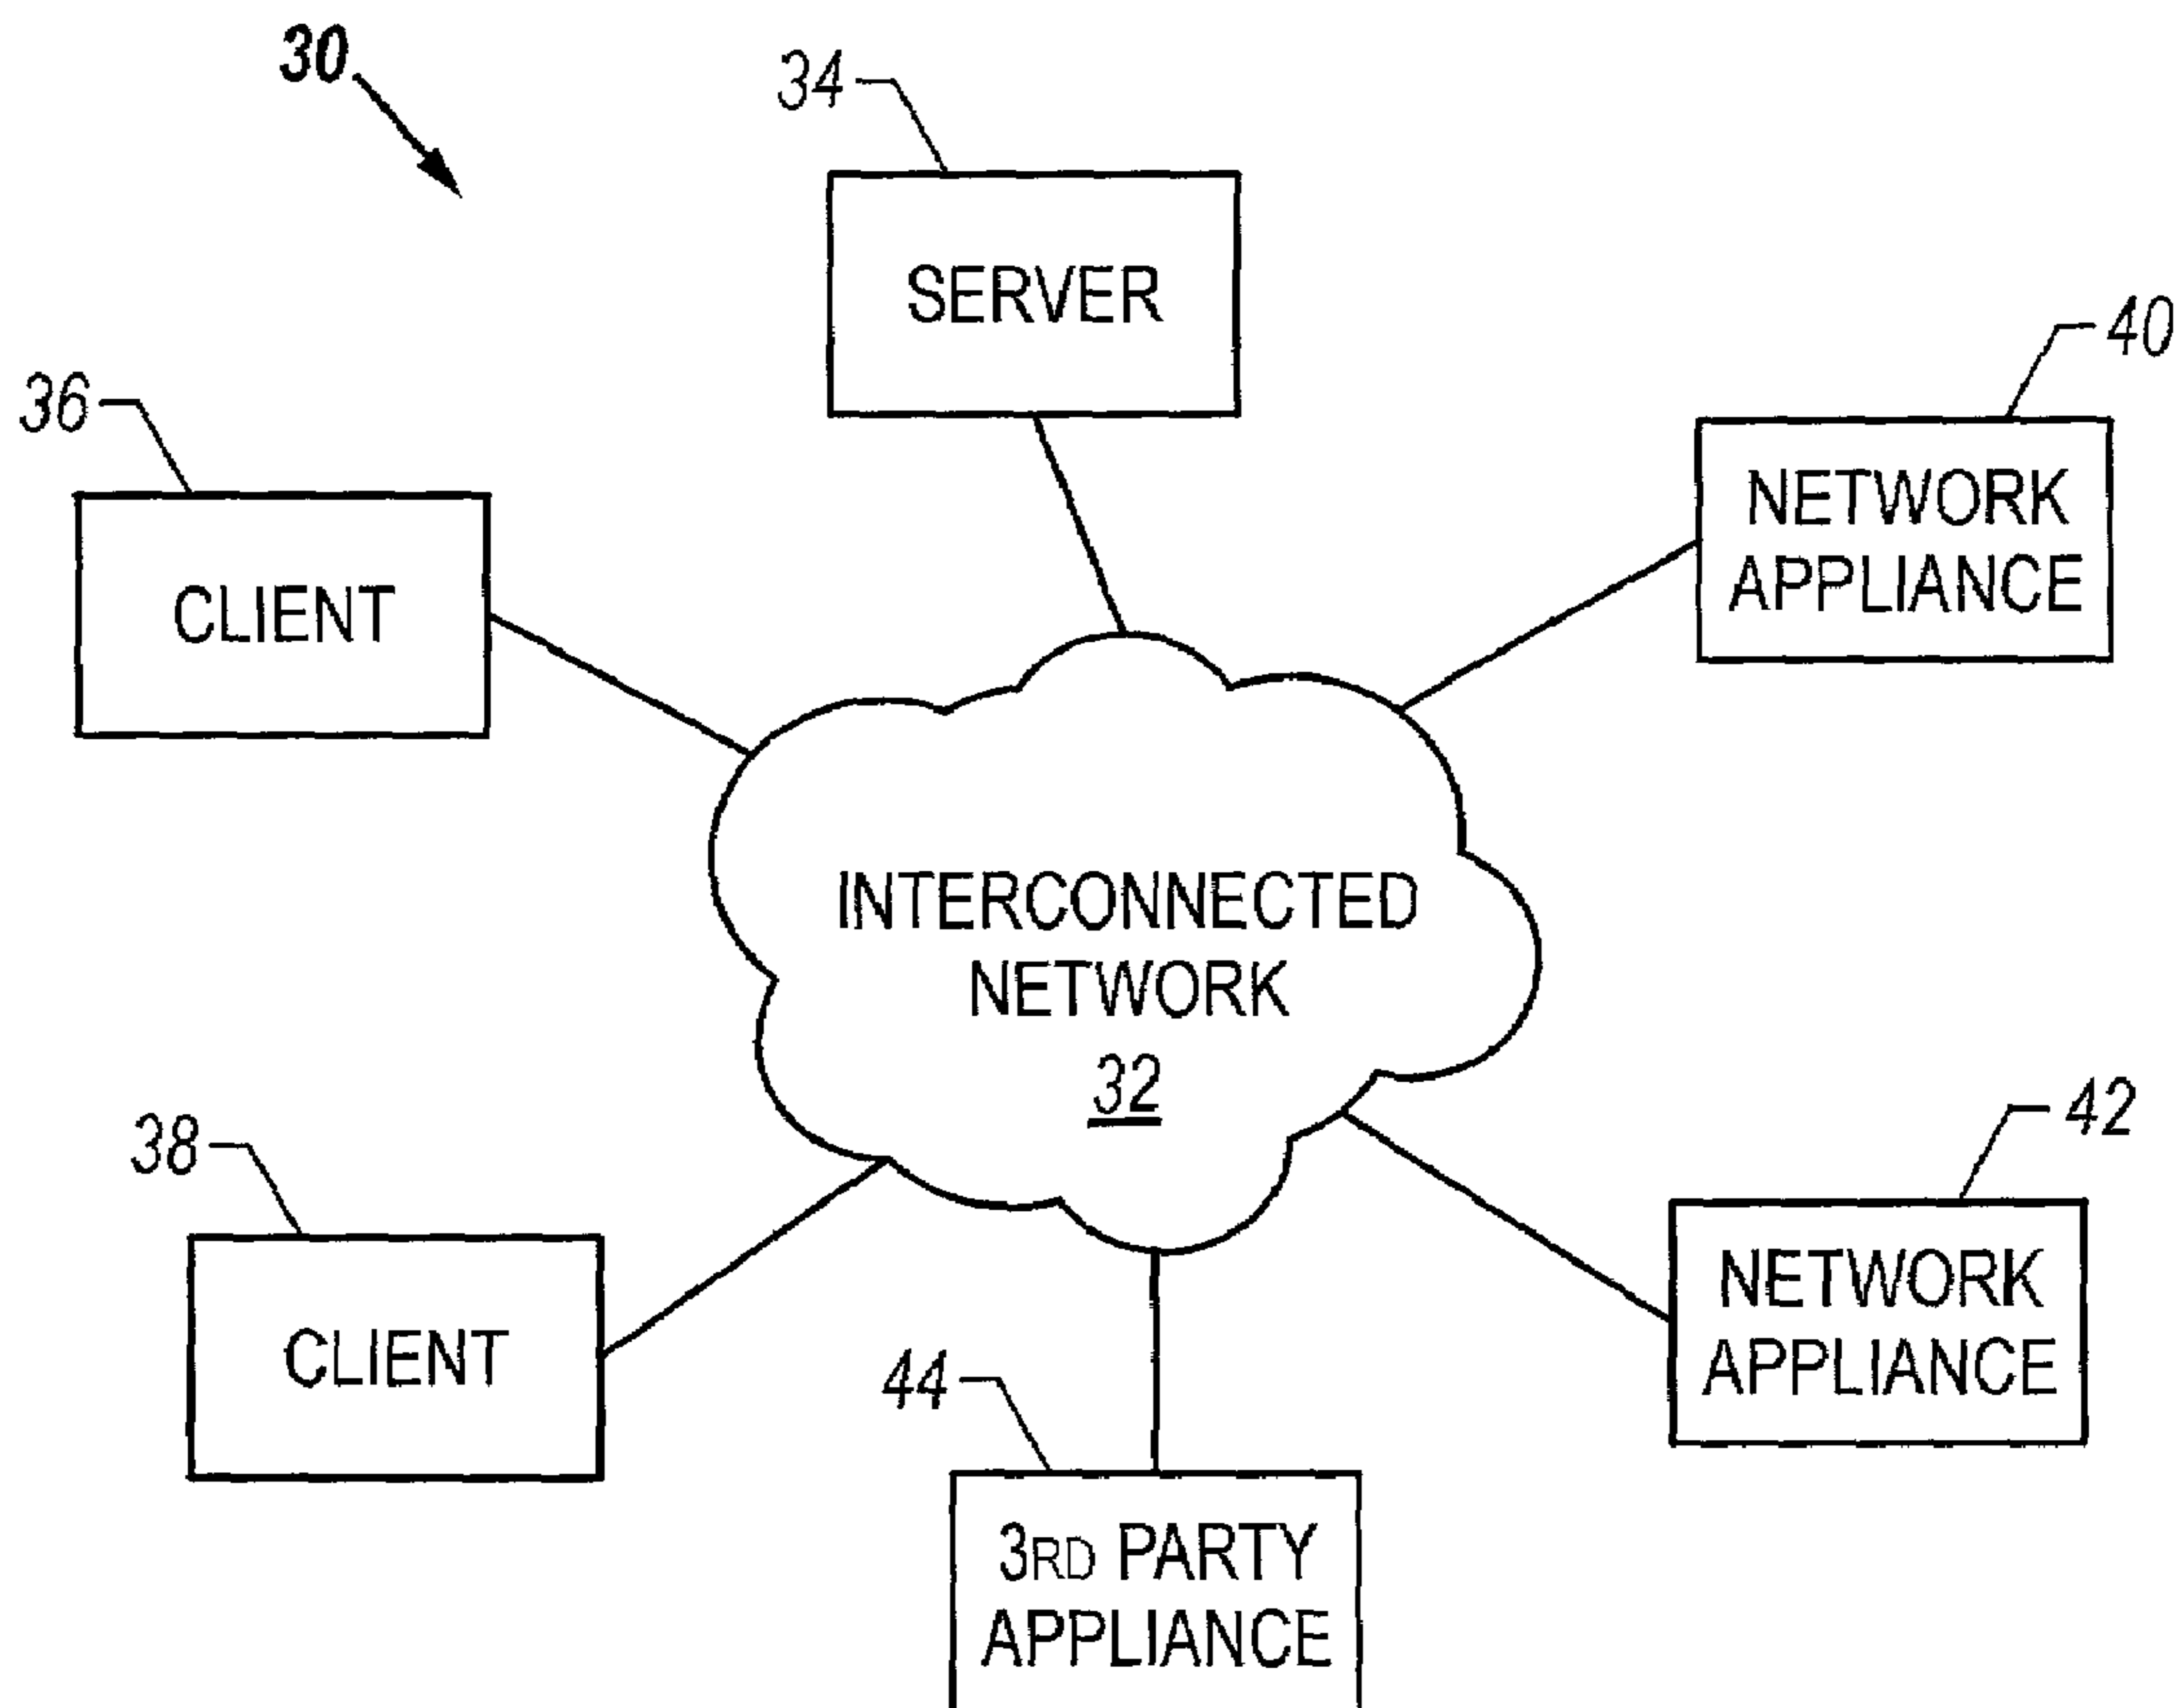 30
34
SERVER
40
NETWORK
APPLIANCE
36
CLIENT
INTERCONNECTED
NETWORK
32
38
CLIENT
42
NETWORK
APPLIANCE
44
3RD PARTY
APPLIANCE